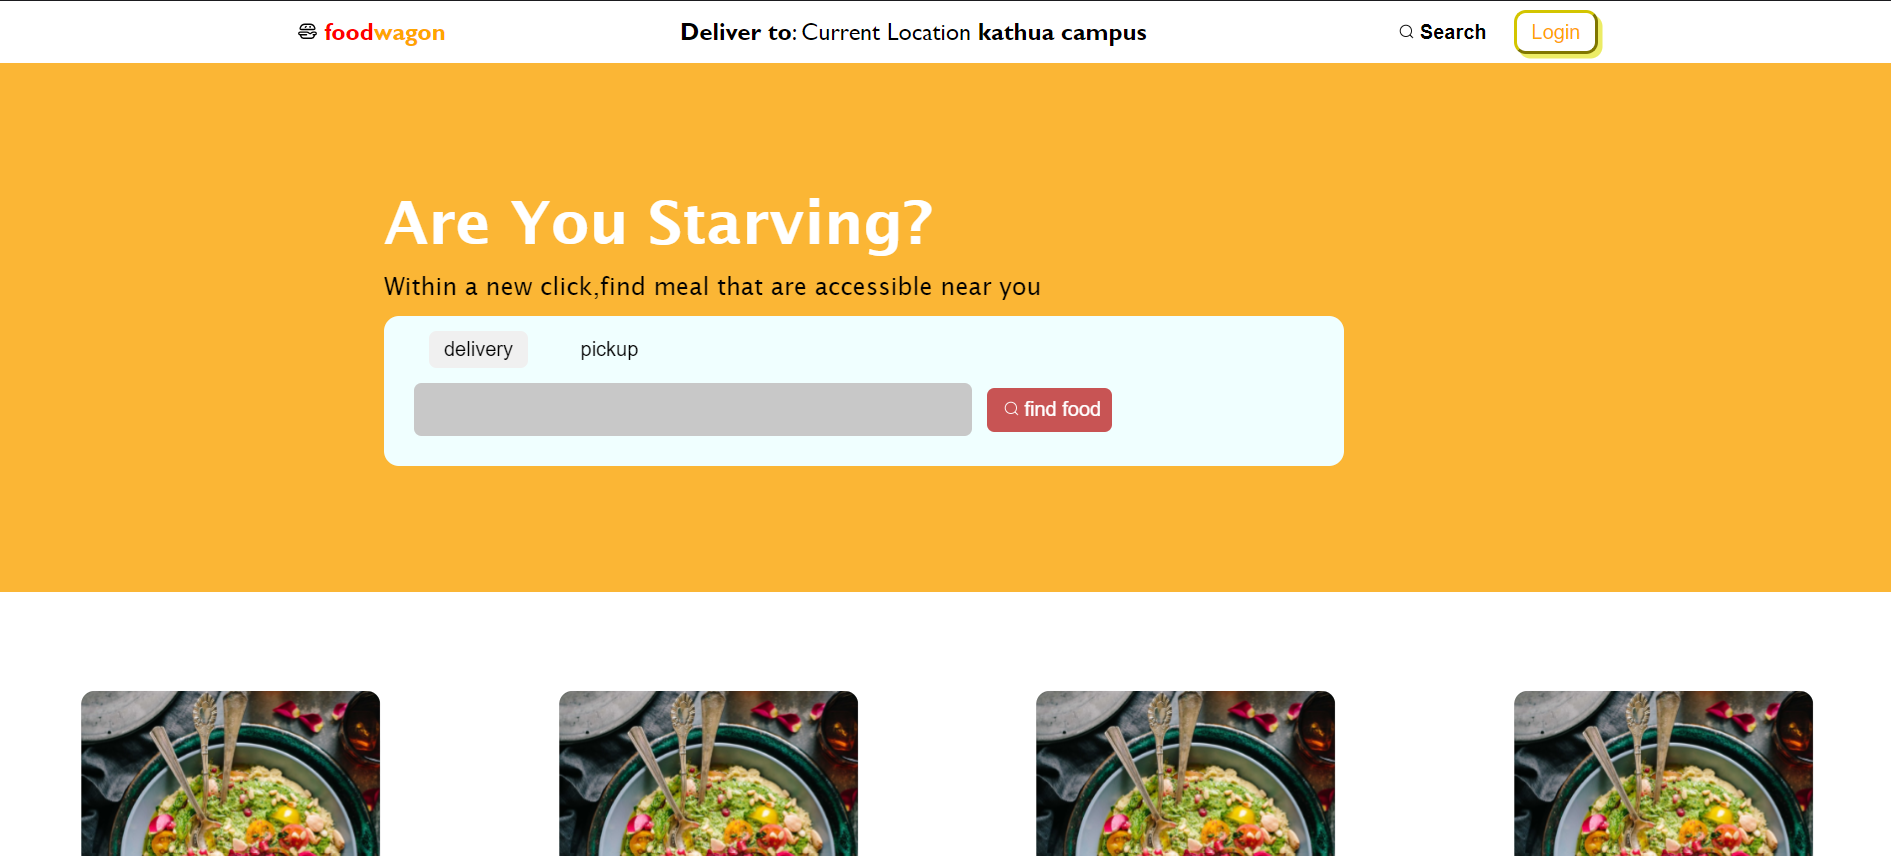 foodwagon
Deliver to: Current Location kathua campus
Search
Login
Are You Starving?
Within a new click,find meal that are accessible near you
delivery
pickup
find food